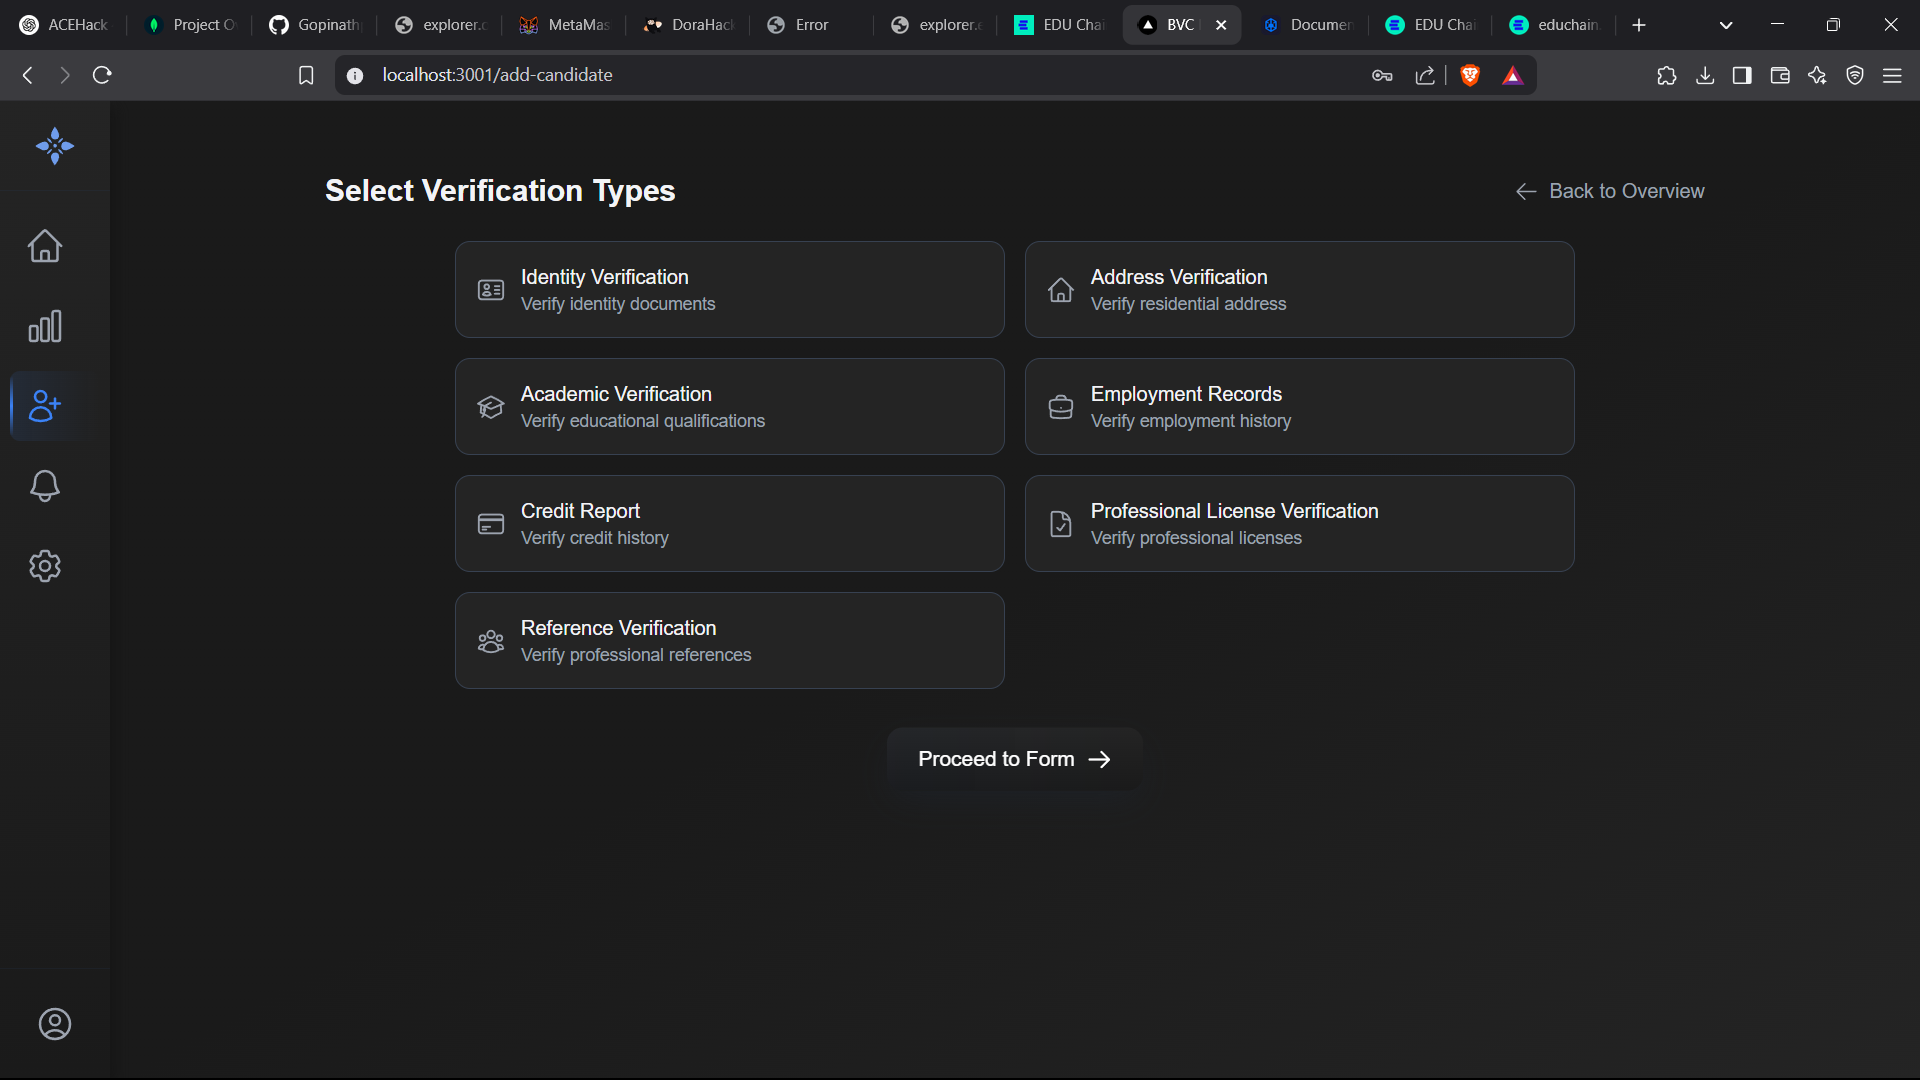 ACEHack
Project O
Gopinath
explorer.c
MetaMas
DoraHack
Error
explorer.e
EDU Chai
BVC
Documen
EDU Chai
educhain.
localhost:3001/add-candidate
Select Verification Types
Back to Overview
Identity Verification
Verify identity documents
Address Verification
Verify residential address
Academic Verification
Verify educational qualifications
Employment Records
Verify employment history
Credit Report
Verify credit history
Professional License Verification
Verify professional licenses
Reference Verification
Verify professional references
Proceed to Form